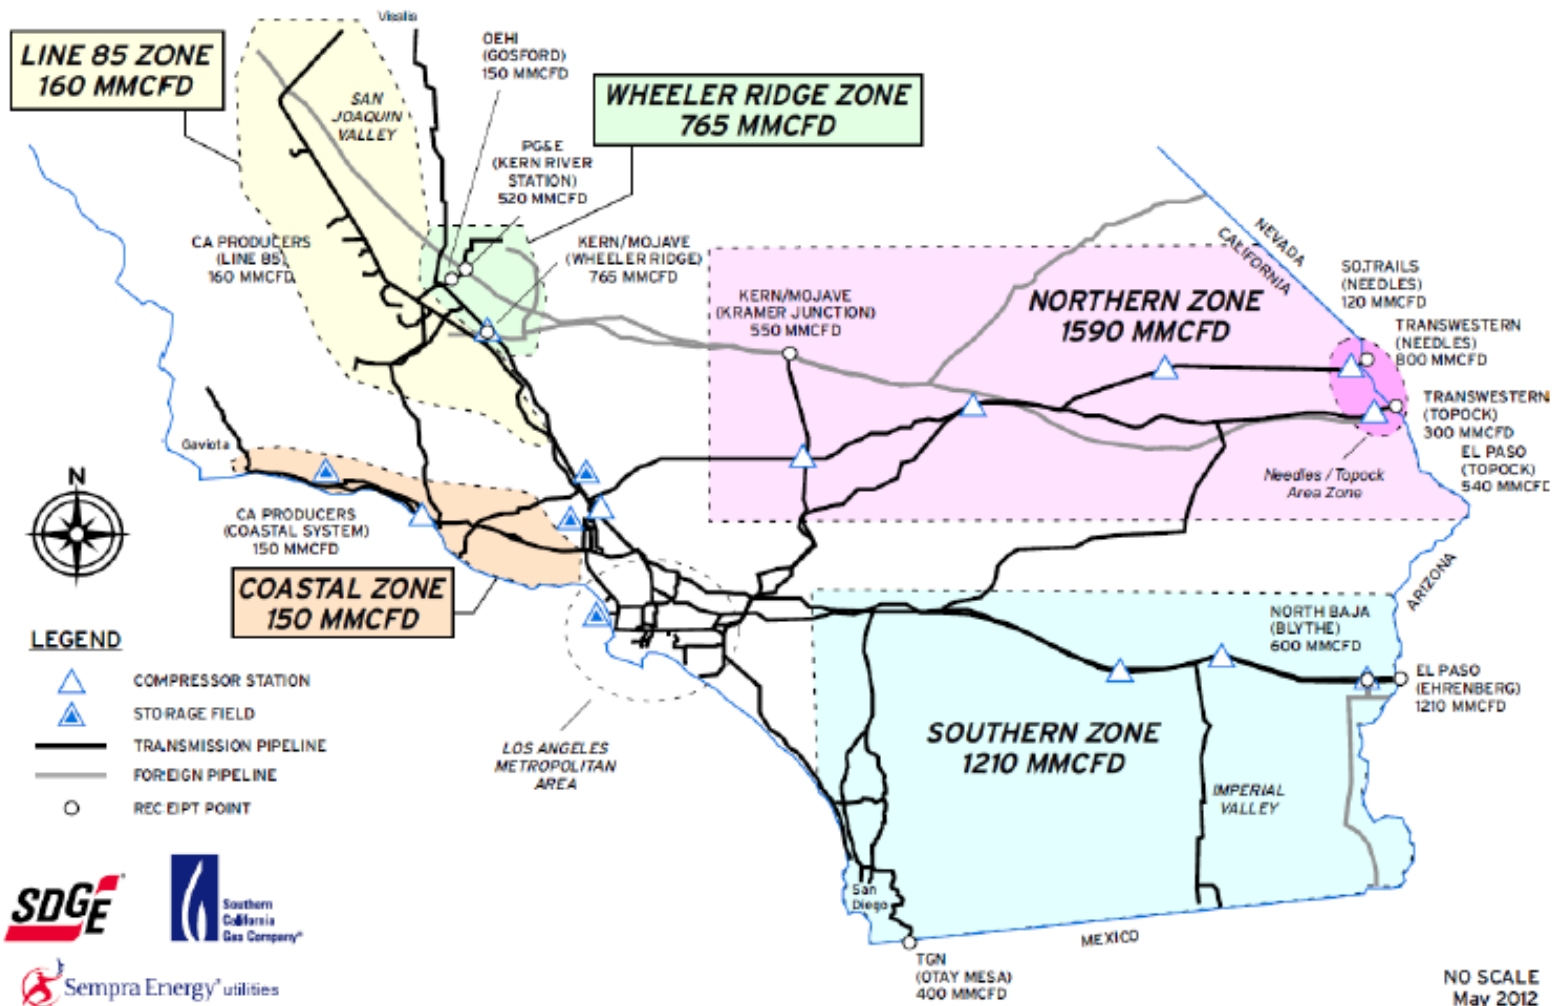 Visalia
LINE 85 ZONE
160 MMCFD
SAN
JOAQUIN
VALLEY
OEHI
(GOSFORD)
150 MMCFD
WHEELER RIDGE ZONE
765 MMCFD
PG&E
(KERN RIVER
STATION)
520 MMCFD
CA PRODUCERS
(LINE 85)
160 MMCFD
KERN/MOJAVE
(WHEELER RIDGE)
765 MMCFD
KERN/MOJAVE
(KRAMER JUNCTION)
550 MMCFD
NORTHERN ZONE
1590 MMCFD
NEVADA
CALIFORNIA
SO.TRAILS
(NEEDLES)
120 MMCFD
TRANSWESTERN
(NEEDLES)
800 MMCFD
TRANSWESTERN
(TOPOCK)
300 MMCFD
EL PASO
(TOPOCK)
540 MMCFD
Needles / Topock
Area Zone
Gaviota
N
CA PRODUCERS
(COASTAL SYSTEM)
150 MMCFD
COASTAL ZONE
150 MMCFD
ARIZONA
NORTH BAJA
(BLYTHE)
600 MMCFD
EL PASO
(EHRENBERG)
1210 MMCFD
LEGEND
COMPRESSOR STATION
STORAGE FIELD
TRANSMISSION PIPELINE
FOREIGN PIPELINE
RECEIPT POINT
LOS ANGELES
METROPOLITAN
AREA
SOUTHERN ZONE
1210 MMCFD
IMPERIAL
VALLEY
San
Diego
MEXICO
TGN
(OTAY MESA)
400 MMCFD
SDGE
Southern
California
Gas Company®
Sempra Energy® utilities
NO SCALE
May 2012